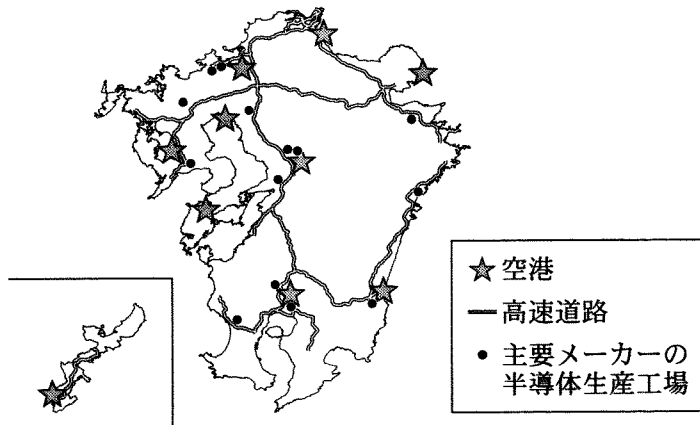 空港
高速道路
主要メーカーの
半導体生産工場